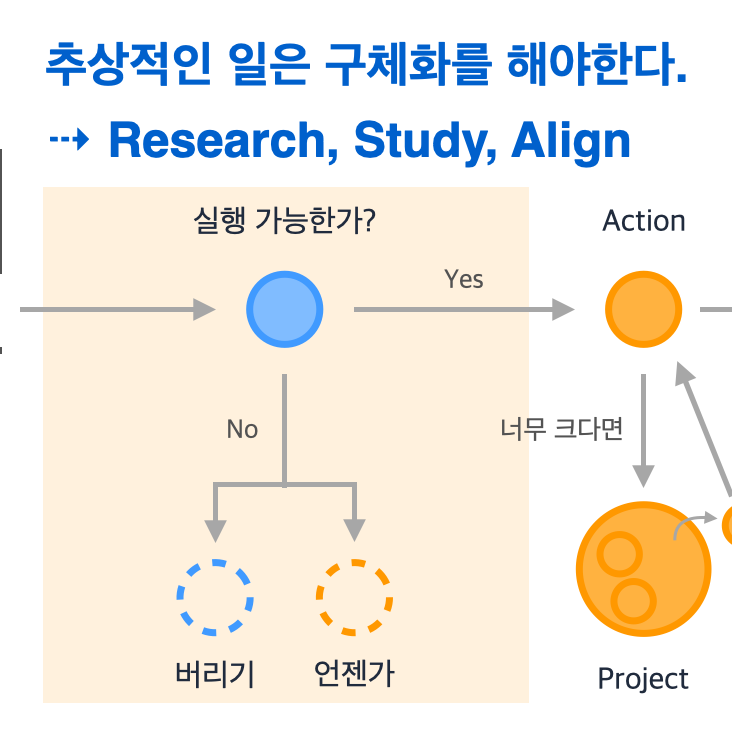 추상적인 일은 구체화를 해야한다.
⇢ Research, Study, Align
실행 가능한가?
Action
Yes
No
너무 크다면
버리기
언젠가
Project